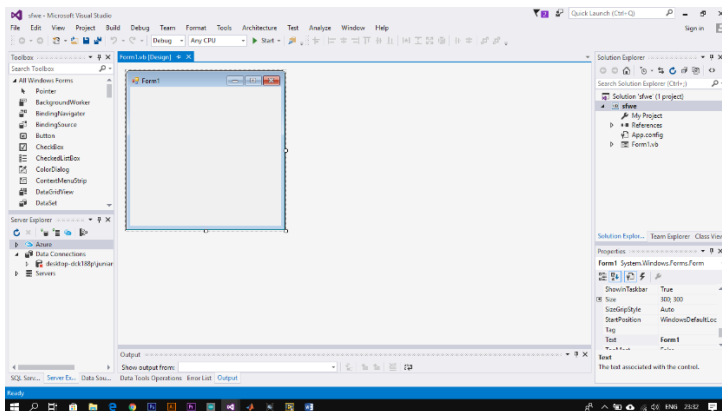 sfwe - Microsoft Visual Studio
Quick Launch (Ctrl+Q)
File Edit View Project Build Debug Team Format Tools Architecture Test Analyze Window Help
Sign in
Debug Any CPU Start
Toolbox
Search Toolbox
All Windows Forms
Pointer
BackgroundWorker
BindingNavigator
BindingSource
Button
CheckBox
CheckedListBox
ColorDialog
ContextMenuStrip
DataGridView
DataSet
Server Explorer
Azure
Data Connections
Servers
SQL Serv... Server Ex... Data Sou...
Form1.vb [Design]
Form1
Output
Show output from:
Data Tools Operations Error List Output
Solution Explorer
Search Solution Explorer (Ctrl+;)
Solution 'sfwe' (1 project)
sfwe
My Project
References
App.config
Form1.vb
Solution Explor... Team Explorer Class View
Properties
Form1 System.Windows.Forms.Form
ShowInTaskbar True
Size 300; 300
SizeGripStyle Auto
StartPosition WindowsDefaultLoc
Tag
Text Form1
Text
The text associated with the control.
Ready
ENG 23:32